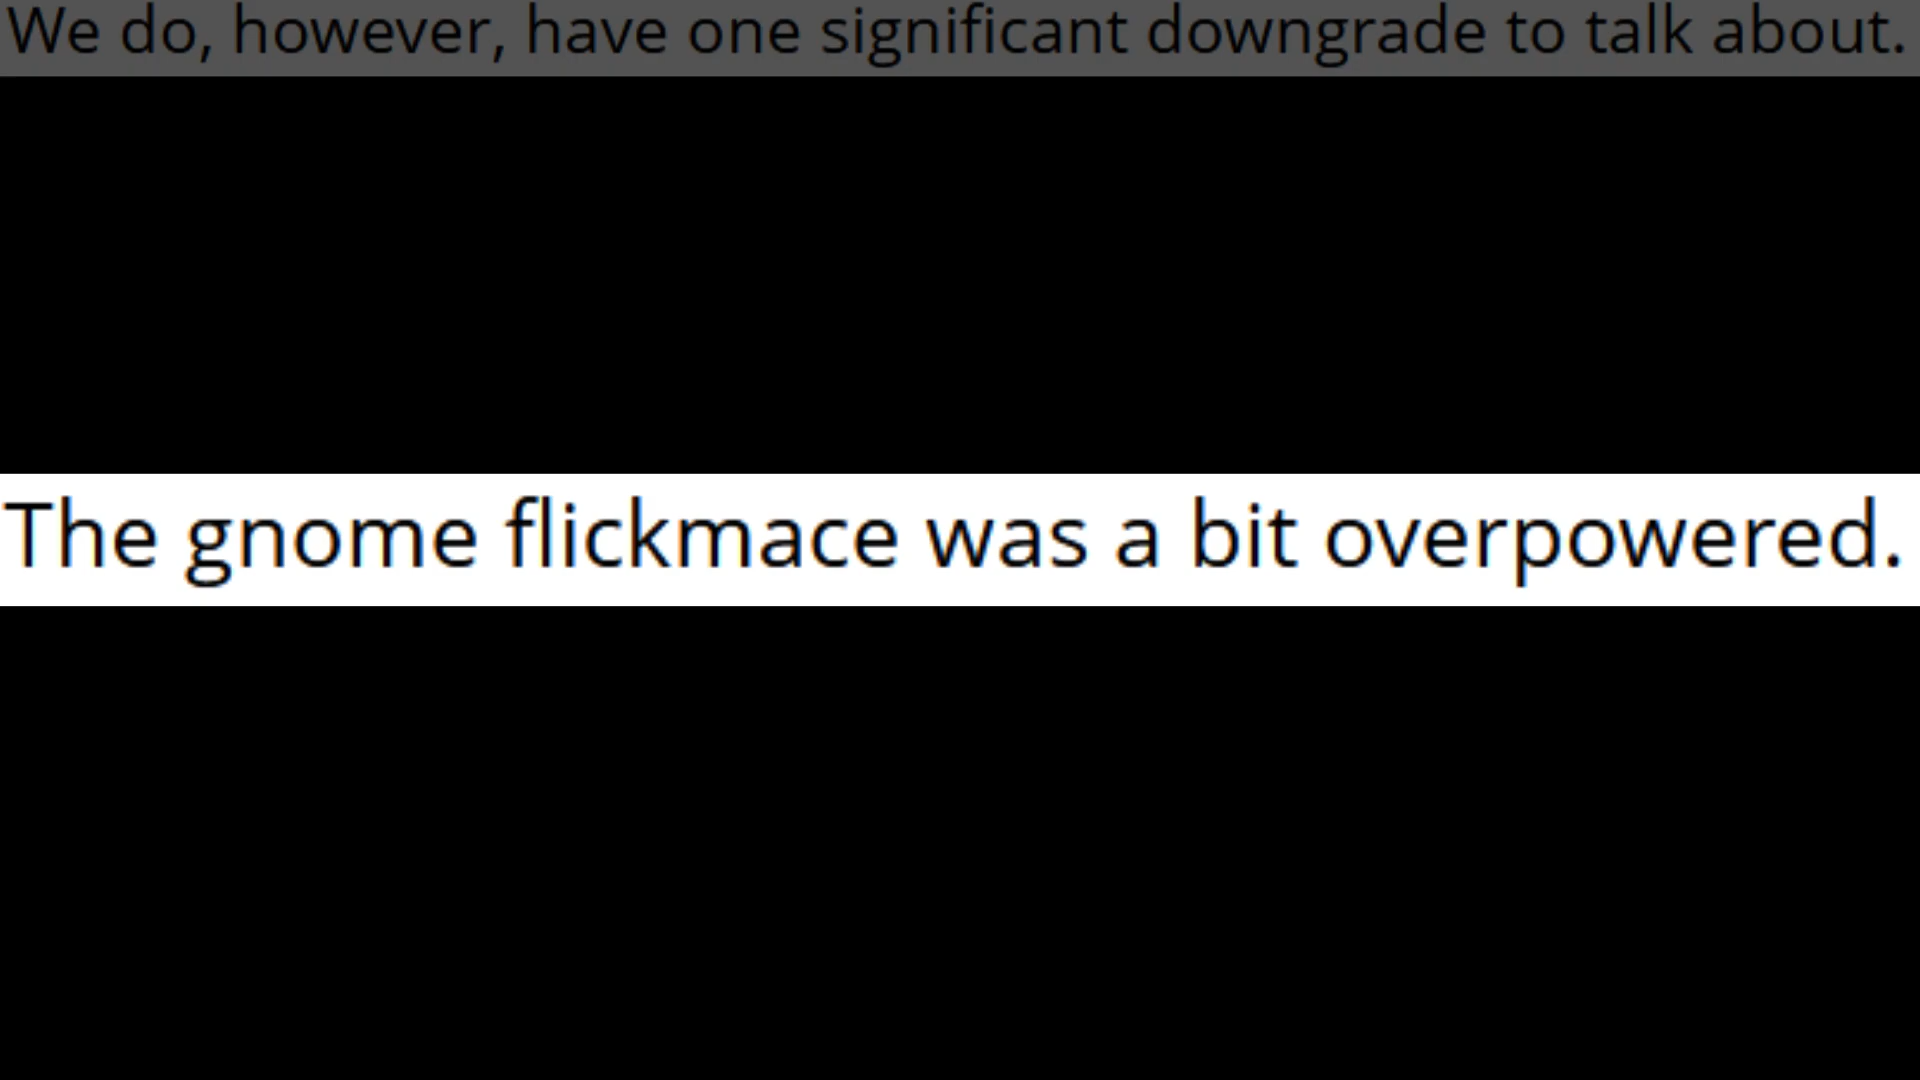 We do, however, have one significant downgrade to talk about.
The gnome flickmace was a bit overpowered.